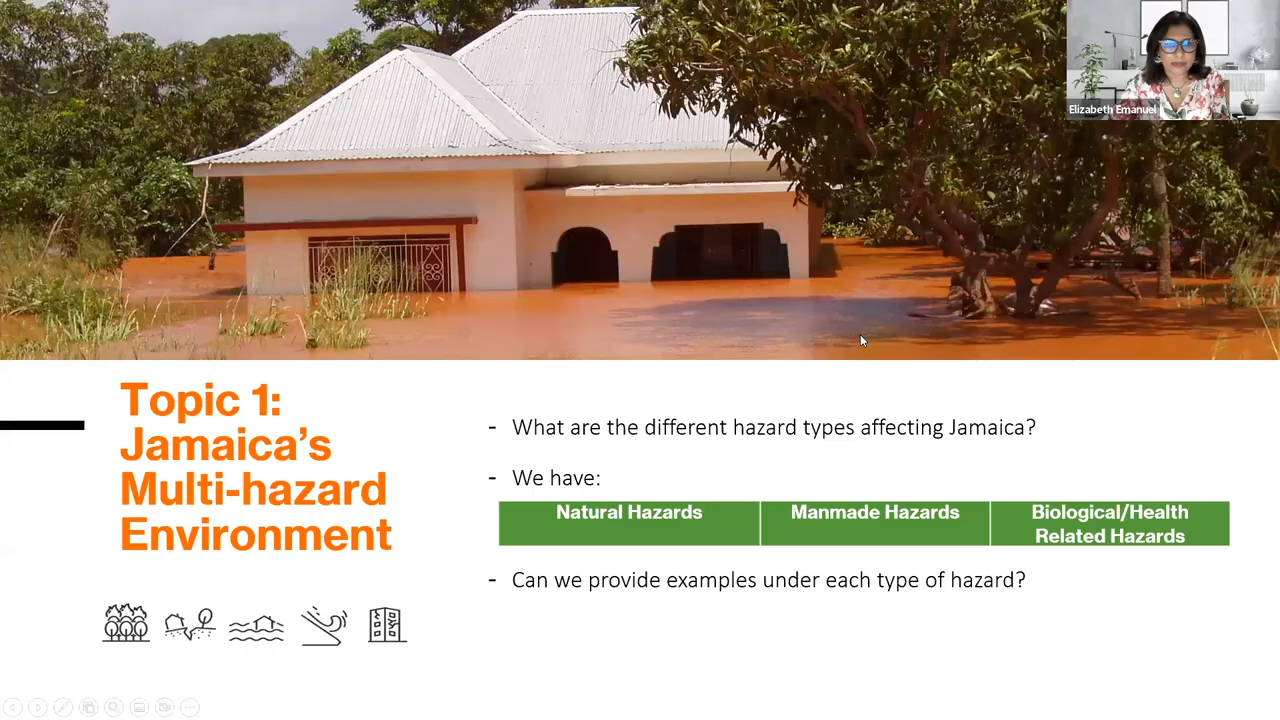 Elizabeth Emanuel
Topic 1:
Jamaica's
Multi-hazard
Environment
- What are the different hazard types affecting Jamaica?
- We have:
Natural Hazards
Manmade Hazards
Biological/Health
Related Hazards
- Can we provide examples under each type of hazard?